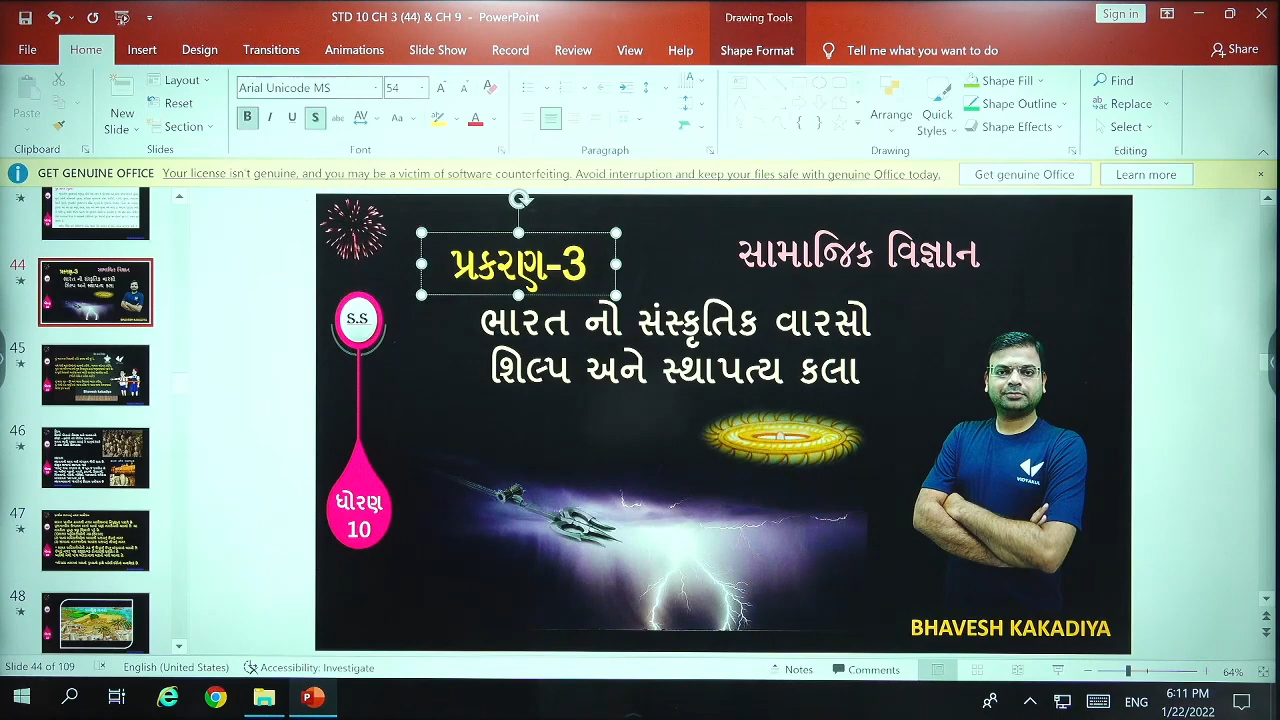 STD 10 CH 3 (44) & CH 9 - PowerPoint
Drawing Tools
Sign in
File
Home
Insert
Design
Transitions
Animations
Slide Show
Record
Review
View
Help
Shape Format
Tell me what you want to do
Share
Paste
Clipboard
New
Slide
Layout
Reset
Section
Slides
Arial Unicode MS
54
B I U S abc AV Aa A
Font
Paragraph
Arrange
Quick
Styles
Shape Fill
Shape Outline
Shape Effects
Drawing
Find
Replace
Select
Editing
GET GENUINE OFFICE Your license isn't genuine, and you may be a victim of software counterfeiting. Avoid interruption and keep your files safe with genuine Office today.
Get genuine Office
Learn more
44
45
46
47
48
પ્રકરણ-3
સામાજિક વિજ્ઞાન
ભારત નો સંસ્કૃતિક વારસો
શિલ્પ અને સ્થાપત્ય કલા
S.S
ધોરણ
10
VIDYAKUL
BHAVESH KAKADIYA
Slide 44 of 109
English (United States)
Accessibility: Investigate
Notes
Comments
64%
ENG
6:11 PM
1/22/2022